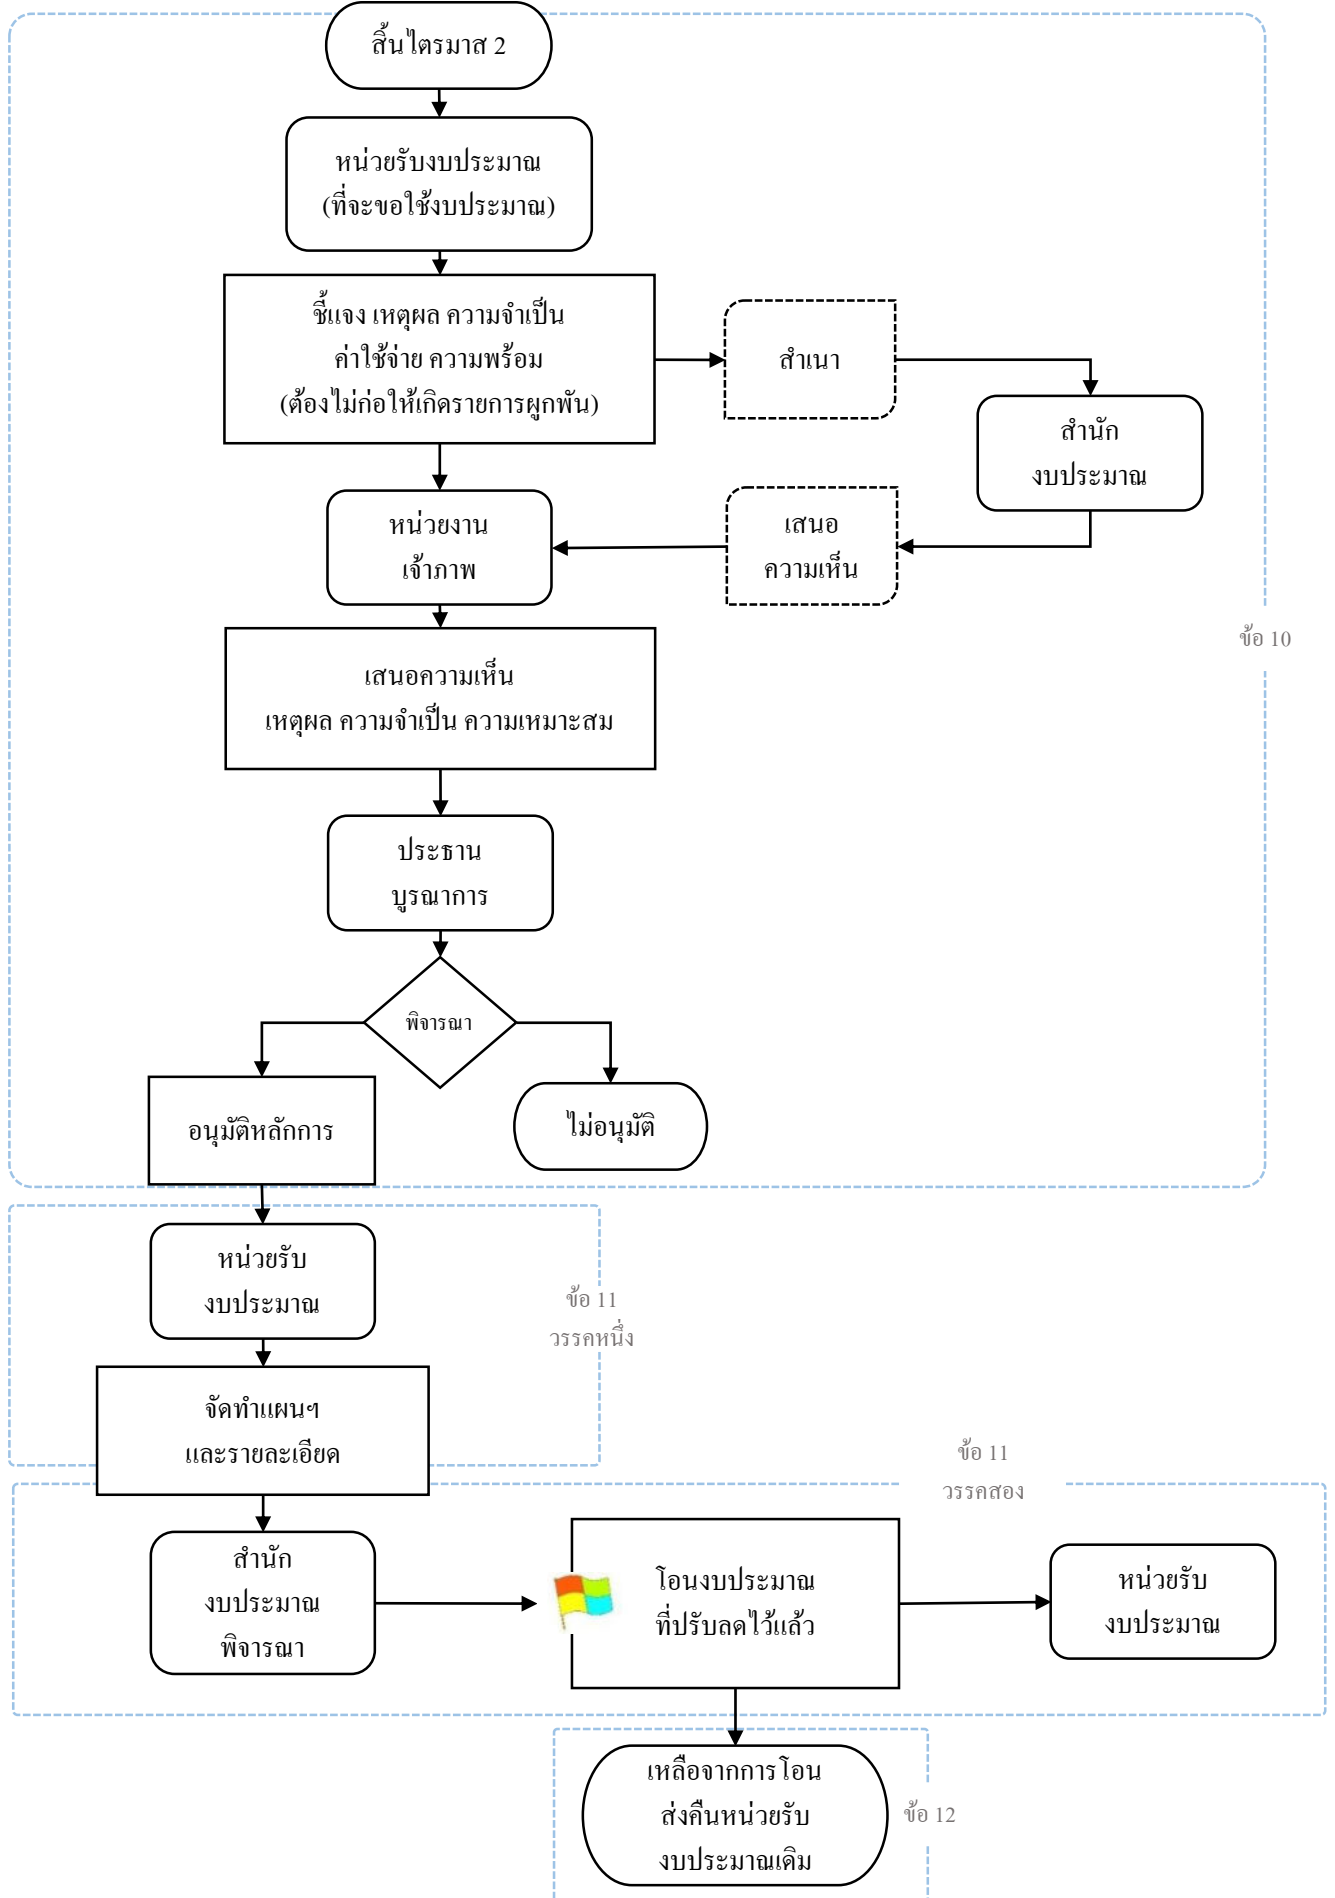 สิ้นไตรมาส 2
หน่วยรับงบประมาณ
(ที่จะขอใช้งบประมาณ)
ชี้แจง เหตุผล ความจำเป็น
ค่าใช้จ่าย ความพร้อม
(ต้องไม่ก่อให้เกิดรายการผูกพัน)
สำเนา
สำนัก
งบประมาณ
หน่วยงาน
เจ้าภาพ
เสนอ
ความเห็น
ข้อ 10
เสนอความเห็น
เหตุผล ความจำเป็น ความเหมาะสม
ประธาน
บูรณาการ
พิจารณา
อนุมัติหลักการ
ไม่อนุมัติ
หน่วยรับ
งบประมาณ
ข้อ 11
วรรคหนึ่ง
จัดทำแผนฯ
และรายละเอียด
ข้อ 11
วรรคสอง
สำนัก
งบประมาณ
พิจารณา
โอนงบประมาณ
ที่ปรับลดไว้แล้ว
หน่วยรับ
งบประมาณ
เหลือจากการโอน
ส่งคืนหน่วยรับ
งบประมาณเดิม
ข้อ 12